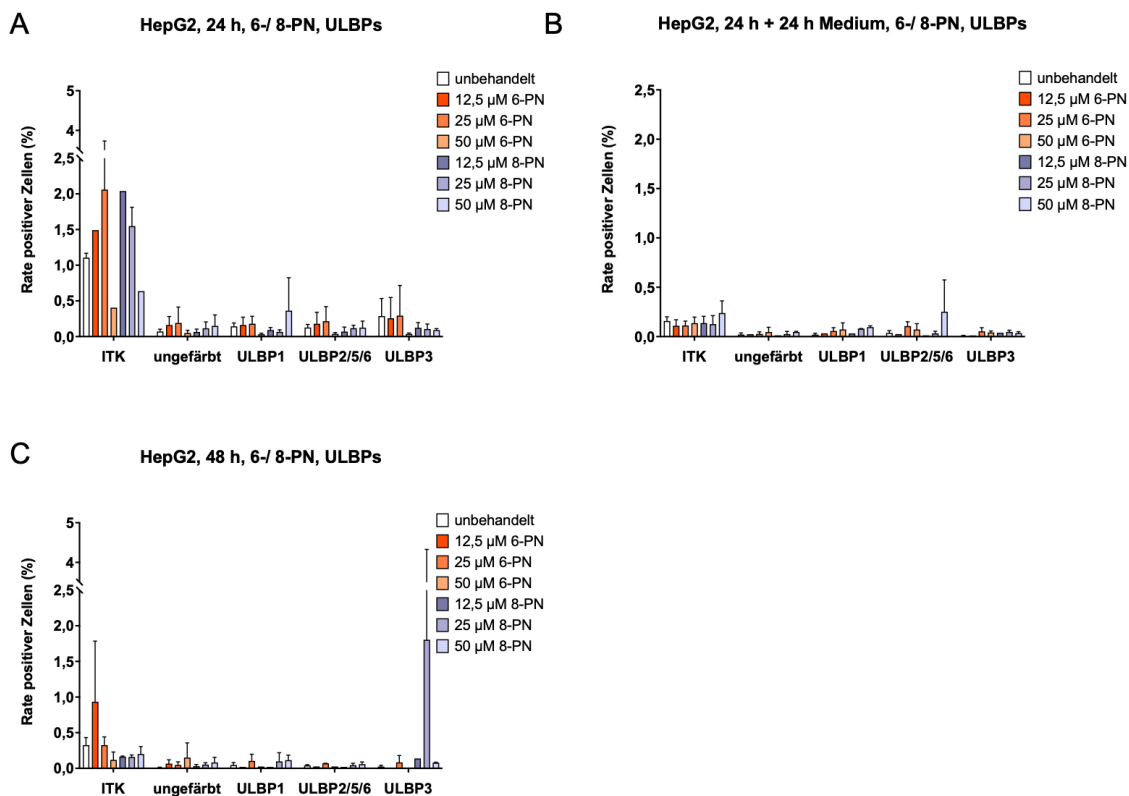 A
HepG2, 24 h, 6-/ 8-PN, ULBPs
Rate positiver Zellen (%)
5
4
2,5
2,0
1,5
1,0
0,5
0,0
ITK
ungefärbt
ULBP1
ULBP2/5/6
ULBP3
unbehandelt
12,5 µM 6-PN
25 µM 6-PN
50 µM 6-PN
12,5 µM 8-PN
25 µM 8-PN
50 µM 8-PN
B
HepG2, 24 h + 24 h Medium, 6-/ 8-PN, ULBPs
Rate positiver Zellen (%)
2,5
2,0
1,5
1,0
0,5
0,0
ITK
ungefärbt
ULBP1
ULBP2/5/6
ULBP3
unbehandelt
12,5 µM 6-PN
25 µM 6-PN
50 µM 6-PN
12,5 µM 8-PN
25 µM 8-PN
50 µM 8-PN
C
HepG2, 48 h, 6-/ 8-PN, ULBPs
Rate positiver Zellen (%)
5
4
2,5
2,0
1,5
1,0
0,5
0,0
ITK
ungefärbt
ULBP1
ULBP2/5/6
ULBP3
unbehandelt
12,5 µM 6-PN
25 µM 6-PN
50 µM 6-PN
12,5 µM 8-PN
25 µM 8-PN
50 µM 8-PN